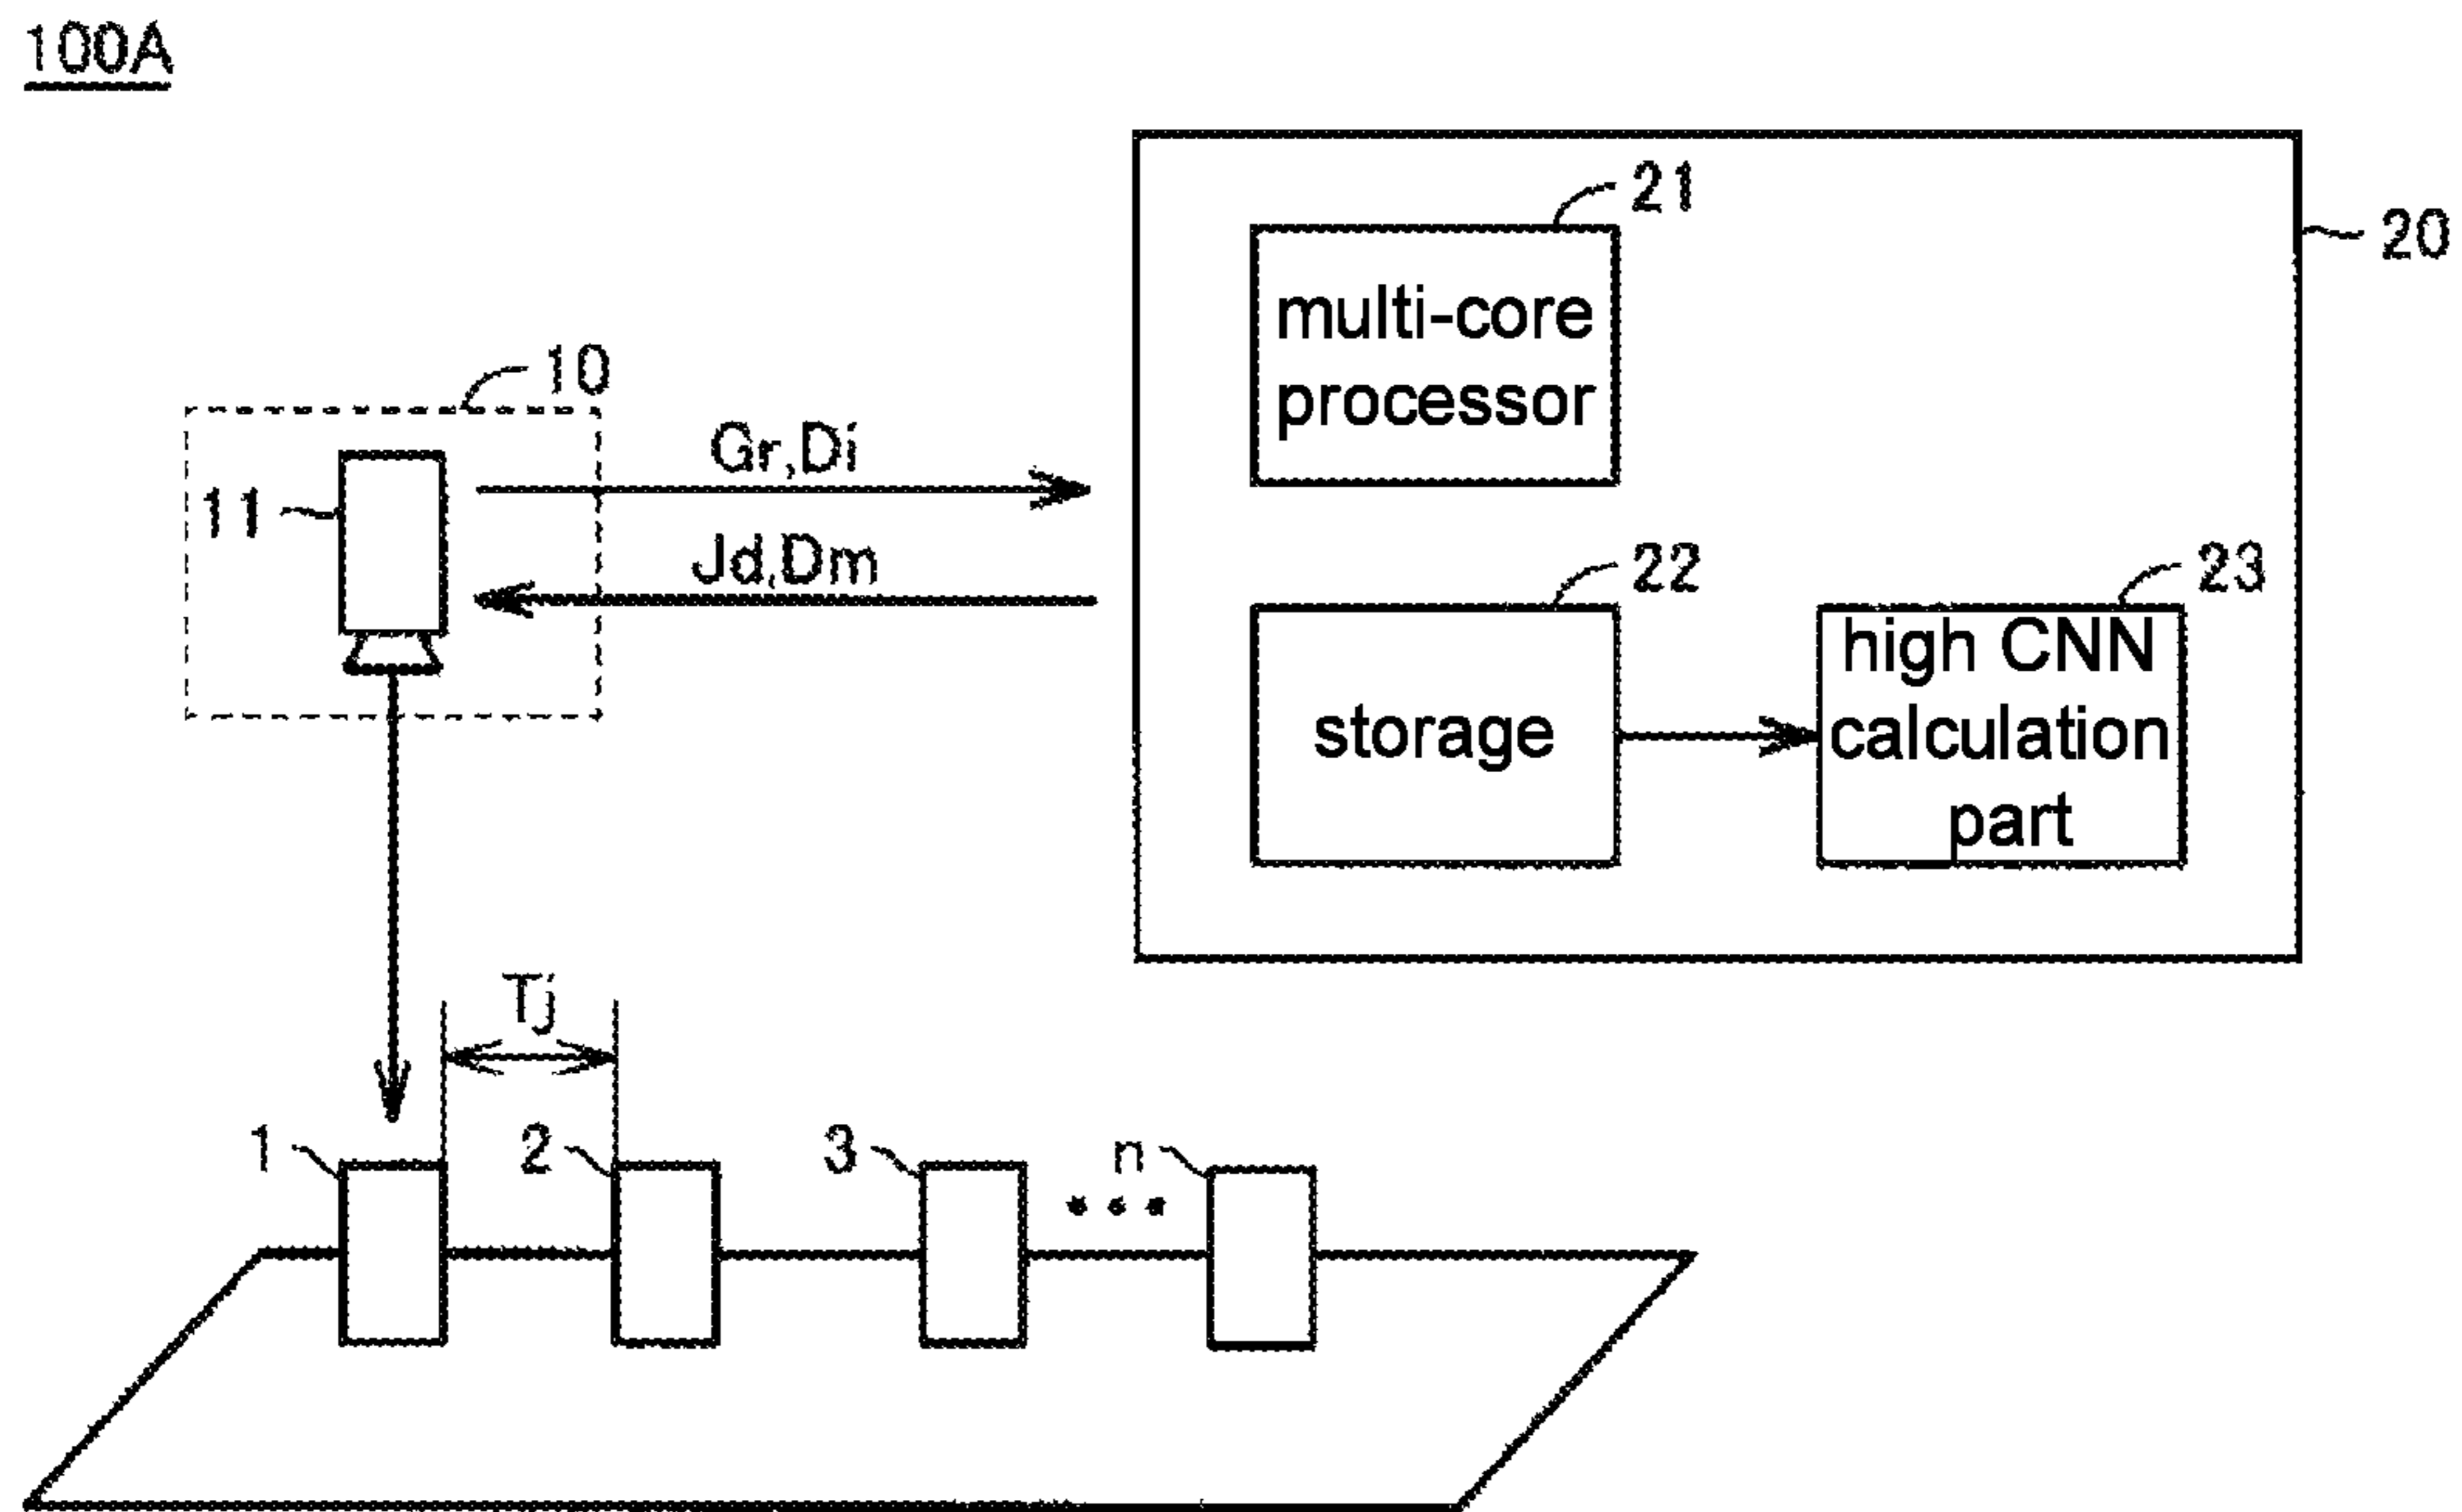 100A
21
20
multi-core
processor
10
Gr,Di
11
Jd,Dm
22
23
storage
high CNN
calculation
part
Tj
1
2
3
n